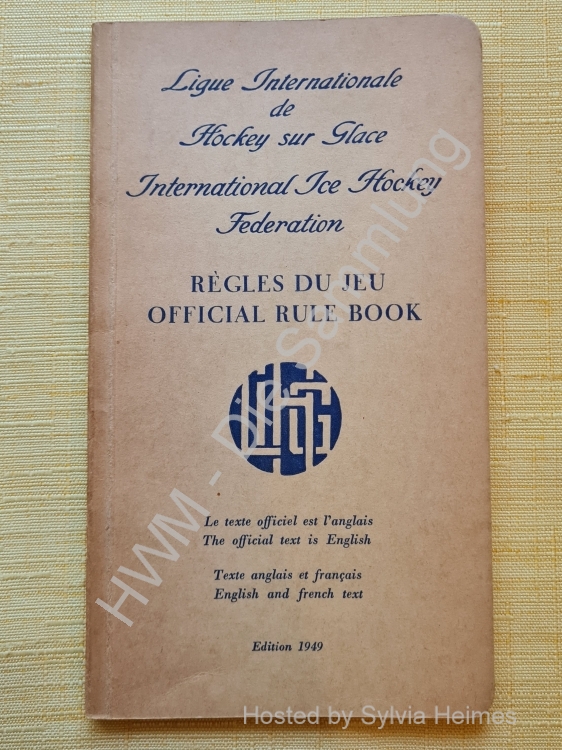 Ligue Internationale
de
Hockey sur Glace
International Ice Hockey
Federation
RÈGLES DU JEU
OFFICIAL RULE BOOK
LIHG
Le texte officiel est l'anglais
The official text is English
Texte anglais et français
English and french text
Edition 1949
HWM - Die Sammlung
Hosted by Sylvia Heimes